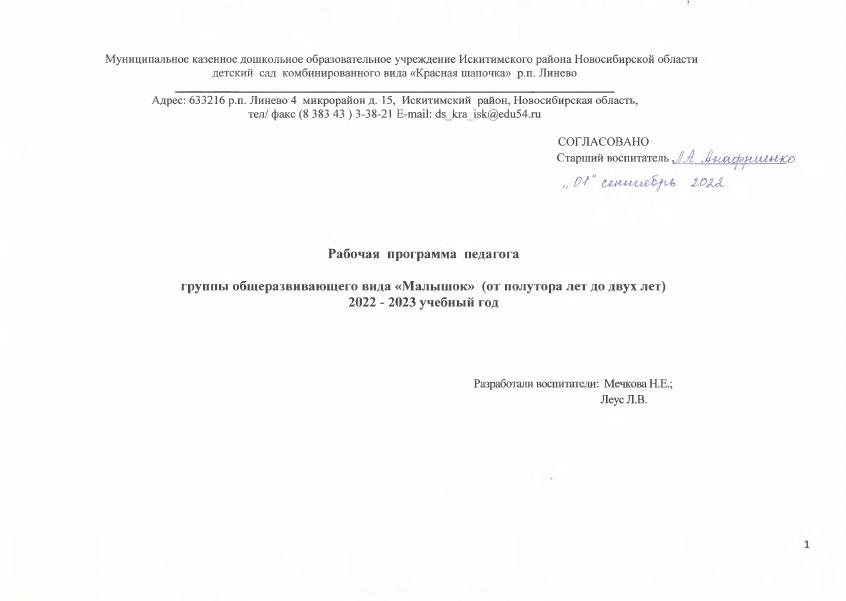 Муниципальное казенное дошкольное образовательное учреждение Искитимского района Новосибирской области
детский сад комбинированного вида «Красная шапочка» р.п. Линево
Адрес: 633216 р.п. Линево 4 микрорайон д. 15, Искитимский район, Новосибирская область,
тел/ факс (8 383 43 ) 3-38-21 E-mail: ds_kra_isk@edu54.ru
СОГЛАСОВАНО
Старший воспитатель ЛА
„01" сентябрь 2022
Рабочая программа педагога
группы общеразвивающего вида «Малышок» (от полутора лет до двух лет)
2022 - 2023 учебный год
Разработали воспитатели: Мечкова Н.Е.;
Леус Л.В.
1